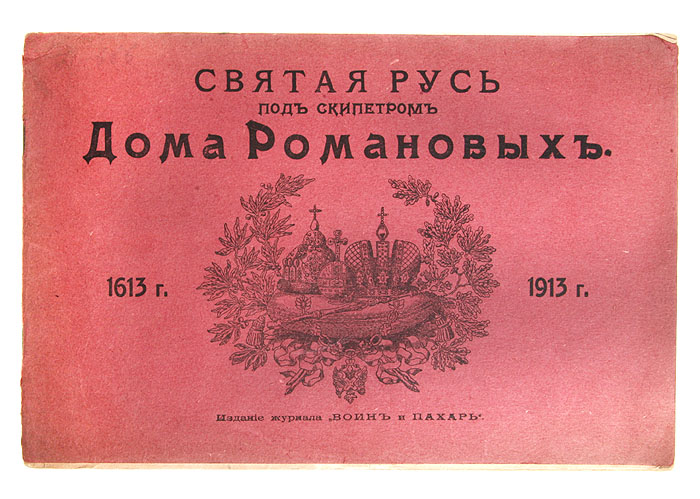 СВЯТАЯ РУСЬ
ПОДЪ СКИПЕТРОМЪ
ДОМА РОМАНОВЫХЪ.
1613 г. 1913 г.
Изданіе журнала „ВОИНЪ и ПАХАРЬ".